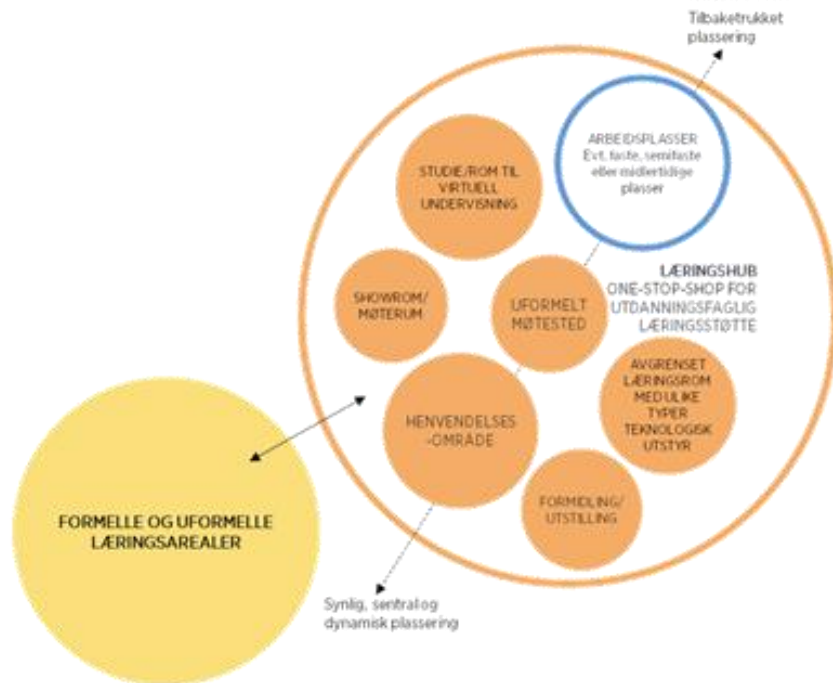 Tilbaketrukket
plassering
ARBEIDSPLASSER
Evt. faste, semifaste
eller midlertidige
plasser
STUDIE/ROM TIL
VIRTUELL
UNDERVISNING
LÆRINGSHUB
ONE-STOP-SHOP FOR
UTDANNINGSFAGLIG
LÆRINGSSTØTTE
SHOWROM/
MØTERUM
UFORMELT
MØTESTED
AVGRENSET
LÆRINGSROM
MED ULIKE
TYPER
TEKNOLOGISK
UTSTYR
HENVENDELSES
-OMRÅDE
FORMIDLING/
UTSTILLING
FORMELLE OG UFORMELLE
LÆRINGSAREALER
Synlig, sentral og
dynamisk plassering